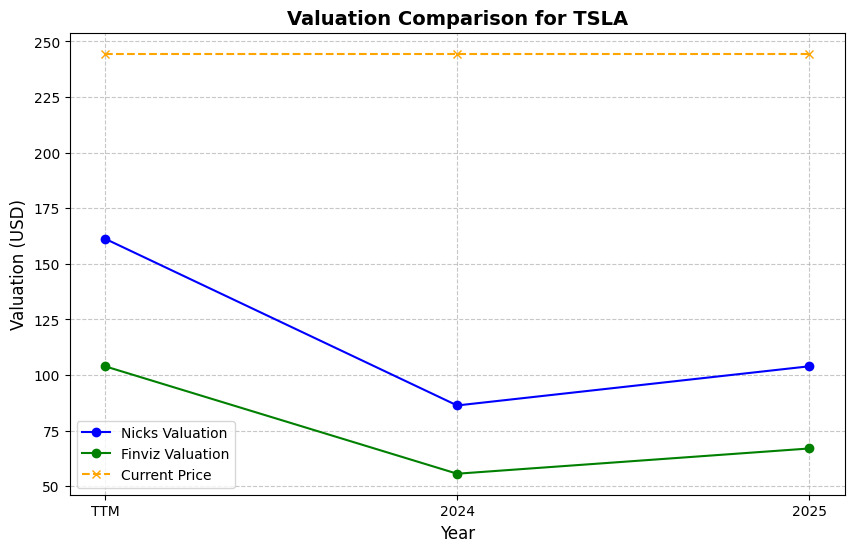 Valuation Comparison for TSLA
Valuation (USD)
250
225
200
175
150
125
100
75
50
Nicks Valuation
Finviz Valuation
Current Price
TTM
2024
2025
Year